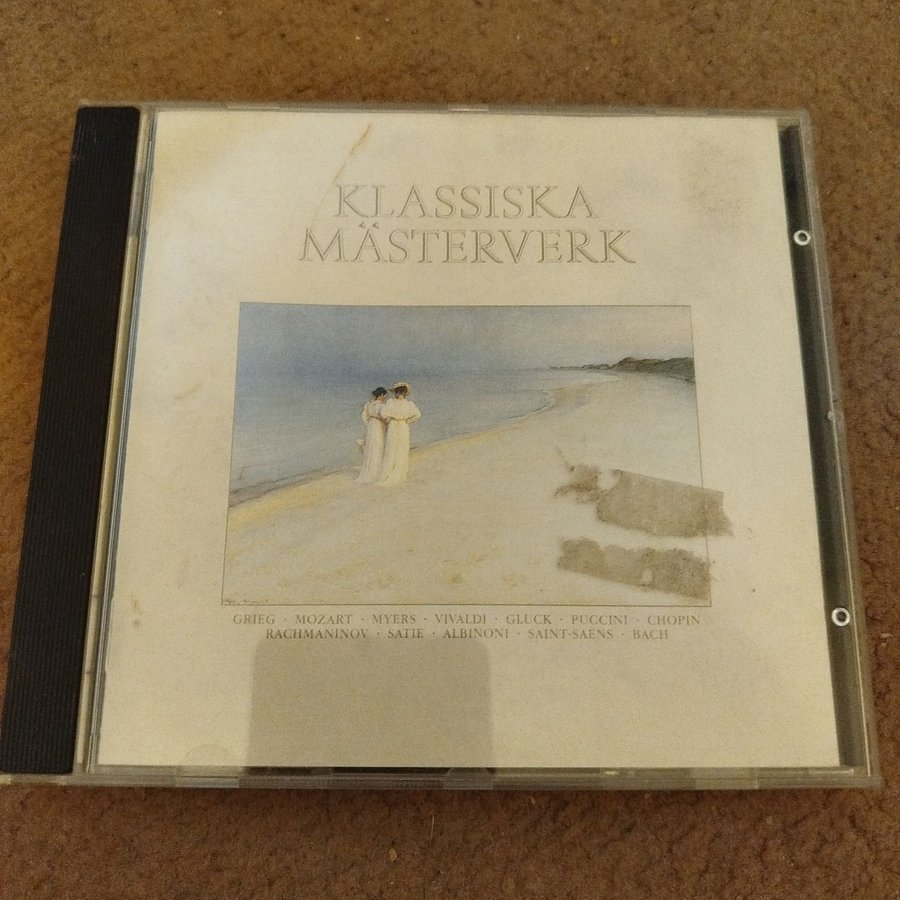 KLASSISKA
MÄSTERVERK
GRIEG · MOZART · MYERS · VIVALDI · GLUCK · PUCCINI · CHOPIN
RACHMANINOV · SATIE · ALBINONI · SAINT-SAENS · BACH